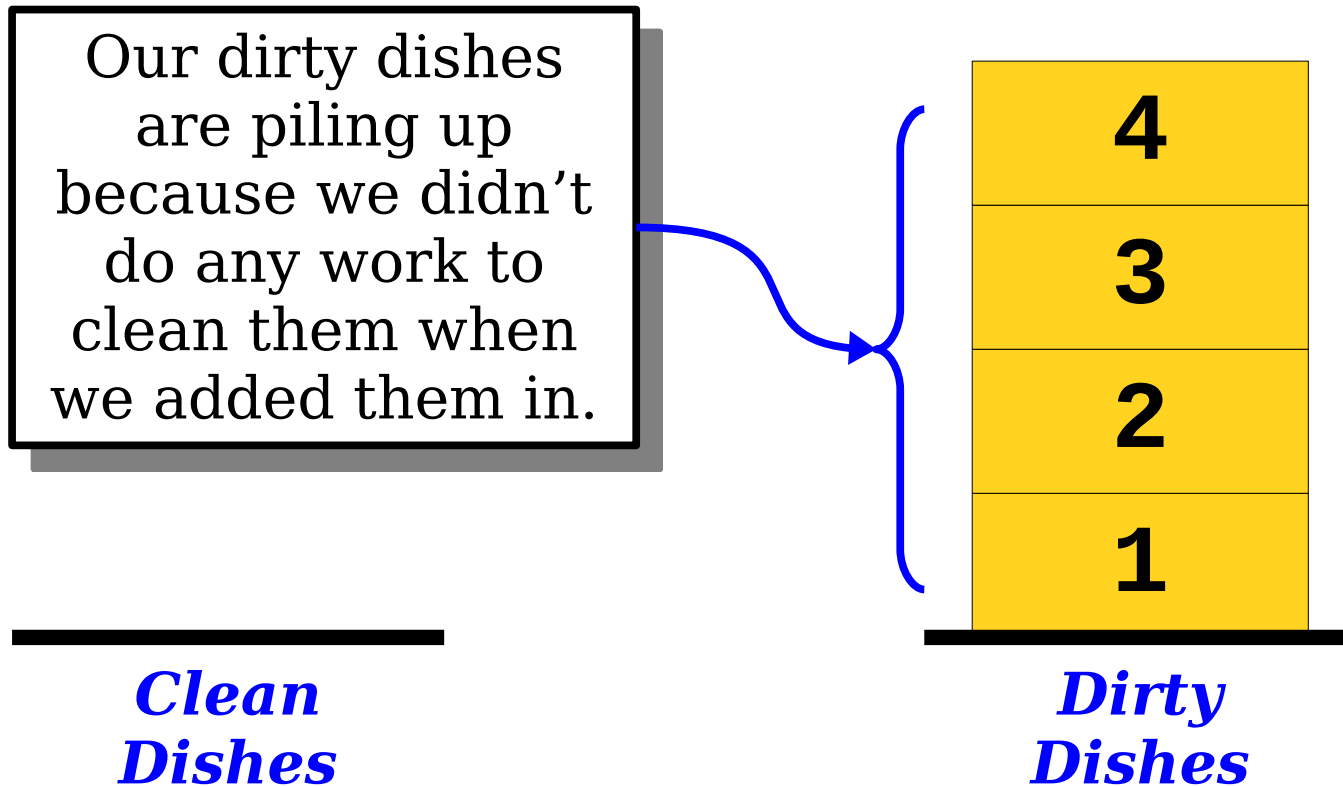 Our dirty dishes
are piling up
because we didn’t
do any work to
clean them when
we added them in.
4
3
2
1
Clean
Dishes
Dirty
Dishes